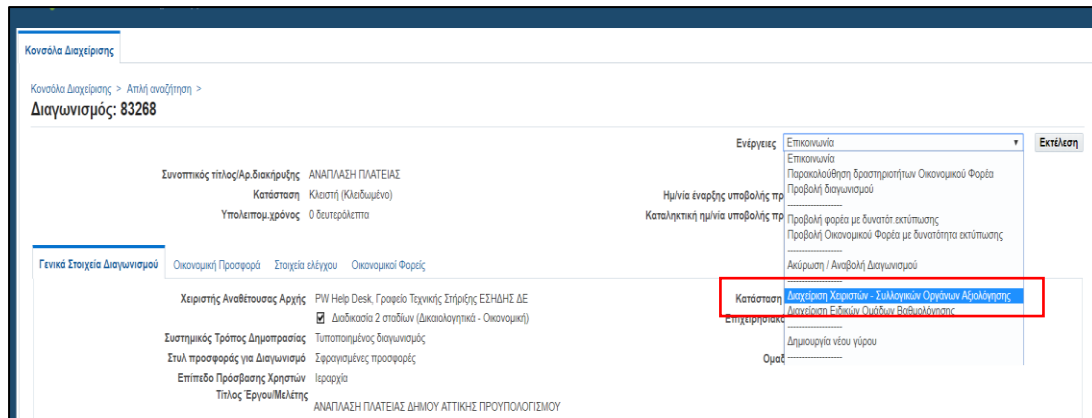 Κονσόλα Διαχείρισης
Κονσόλα Διαχείρισης > Απλή αναζήτηση >
Διαγωνισμός: 83268
Ενέργειες Επικοινωνία Εκτέλεση
Επικοινωνία
Παρακολούθηση δραστηριοτήτων Οικονομικού Φορέα
Προβολή διαγωνισμού
-------------------
Προβολή φορέα με δυνατότ.εκτύπωσης
Προβολή Οικονομικού Φορέα με δυνατότητα εκτύπωσης
-------------------
Ακύρωση / Αναβολή Διαγωνισμού
-------------------
Διαχείριση Χειριστών - Συλλογικών Οργάνων Αξιολόγησης
Διαχείριση Ειδικών Ομάδων Βαθμολόγησης
-------------------
Δημιουργία νέου γύρου
-------------------
Συνοπτικός τίτλος/Αρ.διακήρυξης ΑΝΑΠΛΑΣΗ ΠΛΑΤΕΙΑΣ
Κατάσταση Κλειστή (Κλειδωμένο)
Υπολειπομ.χρόνος 0 δευτερόλεπτα
Ημ/νία έναρξης υποβολής πρ
Καταληκτική ημ/νία υποβολής πρ
Γενικά Στοιχεία Διαγωνισμού Οικονομική Προσφορά Στοιχεία ελέγχου Οικονομικοί Φορείς
Χειριστής Αναθέτουσας Αρχής PW Help Desk, Γραφείο Τεχνικής Στήριξης ΕΣΗΔΗΣ ΔΕ
Διαδικασία 2 σταδίων (Δικαιολογητικά - Οικονομική)
Συστημικός Τρόπος Δημοπρασίας Τυποποιημένος διαγωνισμός
Στυλ προσφοράς για Διαγωνισμό Σφραγισμένες προσφορές
Επίπεδο Πρόσβασης Χρηστών Ιεραρχία
Τίτλος Έργου/Μελέτης
ΑΝΑΠΛΑΣΗ ΠΛΑΤΕΙΑΣ ΔΗΜΟΥ ΑΤΤΙΚΗΣ ΠΡΟΥΠΟΛΟΓΙΣΜΟΥ
Κατάσταση
Επιχειρησιακ
Ομαδ